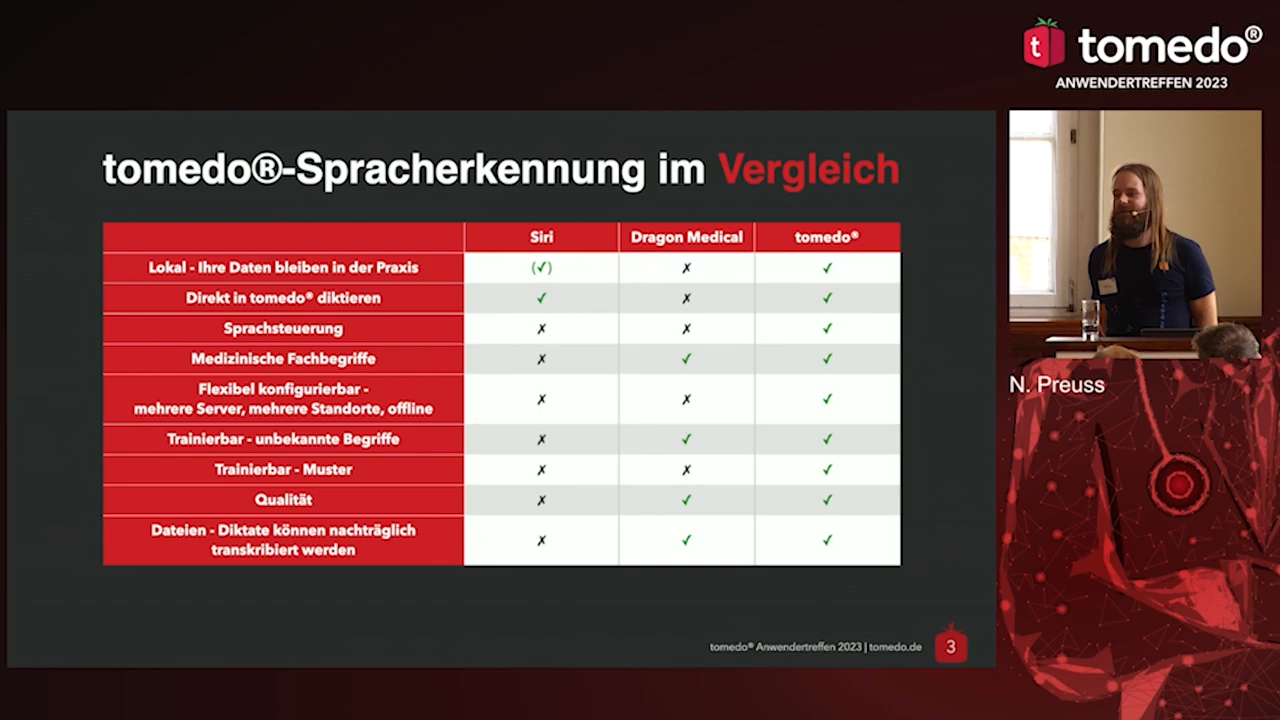 tomedo®
ANWENDERTREFFEN 2023
tomedo®-Spracherkennung im Vergleich
Siri Dragon Medical tomedo®
Lokal - Ihre Daten bleiben in der Praxis (✓) ✗ ✓
Direkt in tomedo® diktieren ✓ ✗ ✓
Sprachsteuerung ✗ ✗ ✓
Medizinische Fachbegriffe ✗ ✓ ✓
Flexibel konfigurierbar -
mehrere Server, mehrere Standorte, offline ✗ ✗ ✓
Trainierbar - unbekannte Begriffe ✗ ✓ ✓
Trainierbar - Muster ✗ ✗ ✓
Qualität ✗ ✓ ✓
Dateien - Diktate können nachträglich
transkribiert werden ✗ ✓ ✓
tomedo® Anwendertreffen 2023 | tomedo.de
3
N. Preuss